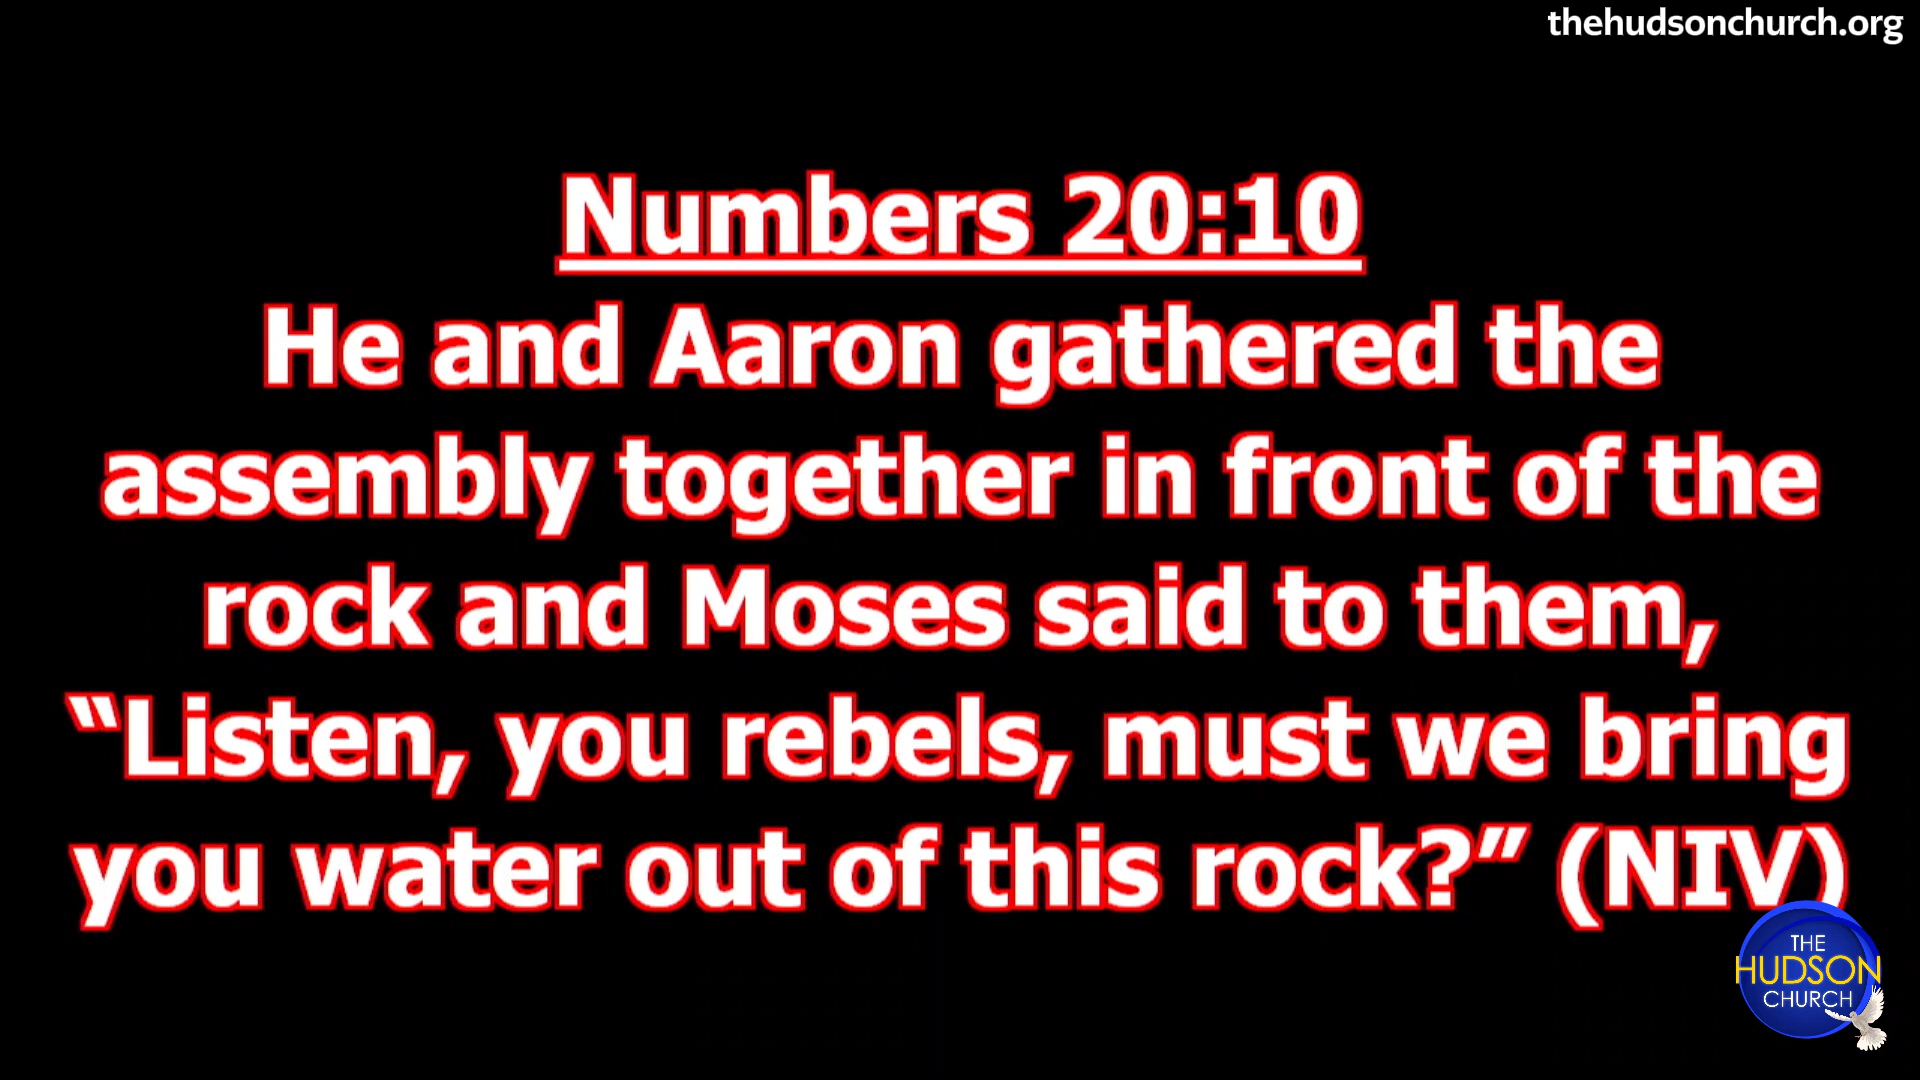 thehudsonchurch.org
Numbers 20:10
He and Aaron gathered the
assembly together in front of the
rock and Moses said to them,
“Listen, you rebels, must we bring
you water out of this rock?” (NIV)
THE
HUDSON
CHURCH